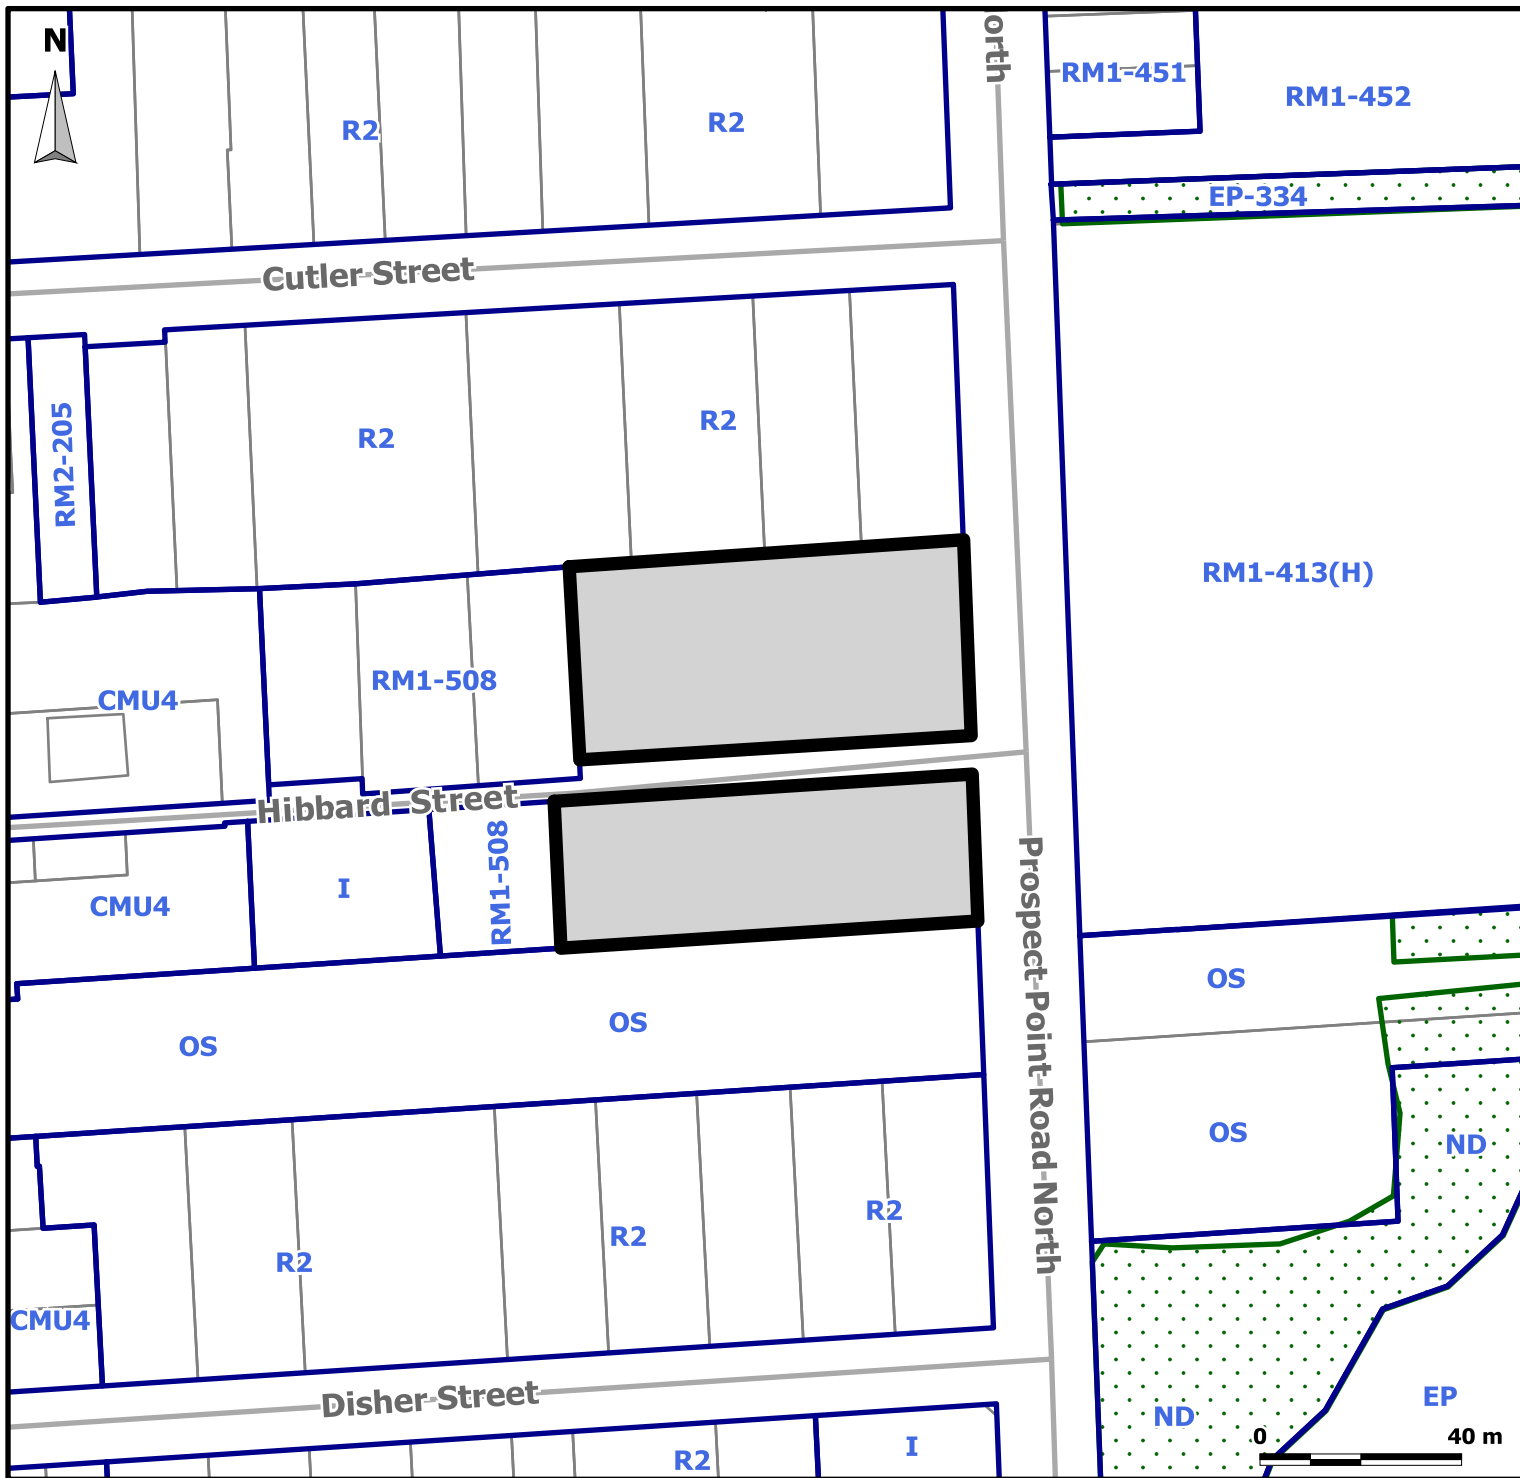 N
orth
RM1-451
RM1-452
R2
R2
EP-334
Cutler Street
RM2-205
R2
R2
RM1-413(H)
CMU4
RM1-508
Hibbard Street
CMU4
I
RM1-508
Prospect Point Road North
OS
OS
OS
OS
ND
R2
R2
R2
CMU4
Disher Street
R2
I
ND
EP
0 40 m